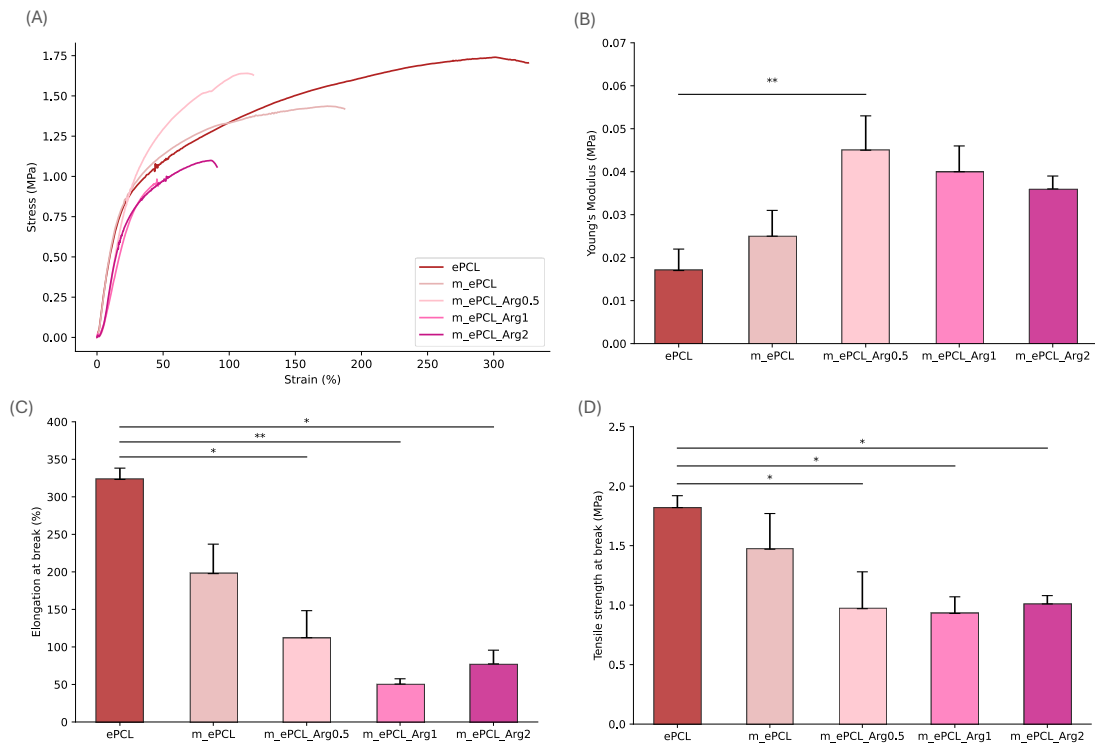 (A)
Stress (MPa)
1.75
1.50
1.25
1.00
0.75
0.50
0.25
0.00
0
50
100
150
200
250
300
Strain (%)
ePCL
m_ePCL
m_ePCL_Arg0.5
m_ePCL_Arg1
m_ePCL_Arg2
(B)
Young's Modulus (MPa)
0.07
0.06
0.05
0.04
0.03
0.02
0.01
0.00
**
ePCL
m_ePCL
m_ePCL_Arg0.5
m_ePCL_Arg1
m_ePCL_Arg2
(C)
Elongation at break (%)
400
350
300
250
200
150
100
50
0
*
**
*
ePCL
m_ePCL
m_ePCL_Arg0.5
m_ePCL_Arg1
m_ePCL_Arg2
(D)
Tensile strength at break (MPa)
2.5
2.0
1.5
1.0
0.5
0.0
*
*
*
ePCL
m_ePCL
m_ePCL_Arg0.5
m_ePCL_Arg1
m_ePCL_Arg2